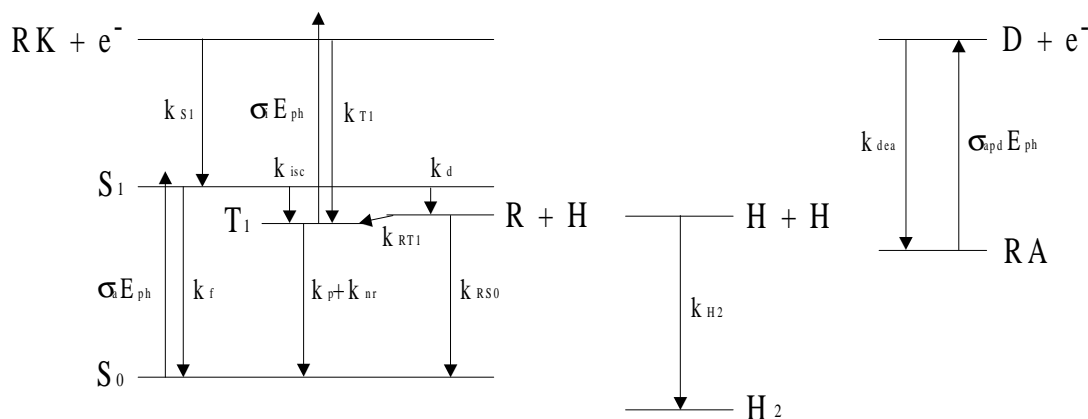 RK + e⁻
D + e⁻
k S1
σi E ph
k T1
k dea
σapd E ph
S1
k isc
k d
T1
R + H
H + H
k RT1
RA
σa E ph
k f
k p + k nr
k RS0
k H2
S0
H2